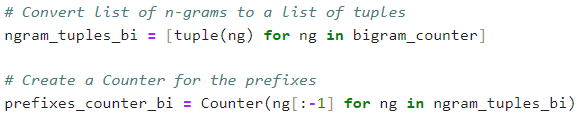 # Convert list of n-grams to a list of tuples
ngram_tuples_bi = [tuple(ng) for ng in bigram_counter]
# Create a Counter for the prefixes
prefixes_counter_bi = Counter(ng[:-1] for ng in ngram_tuples_bi)